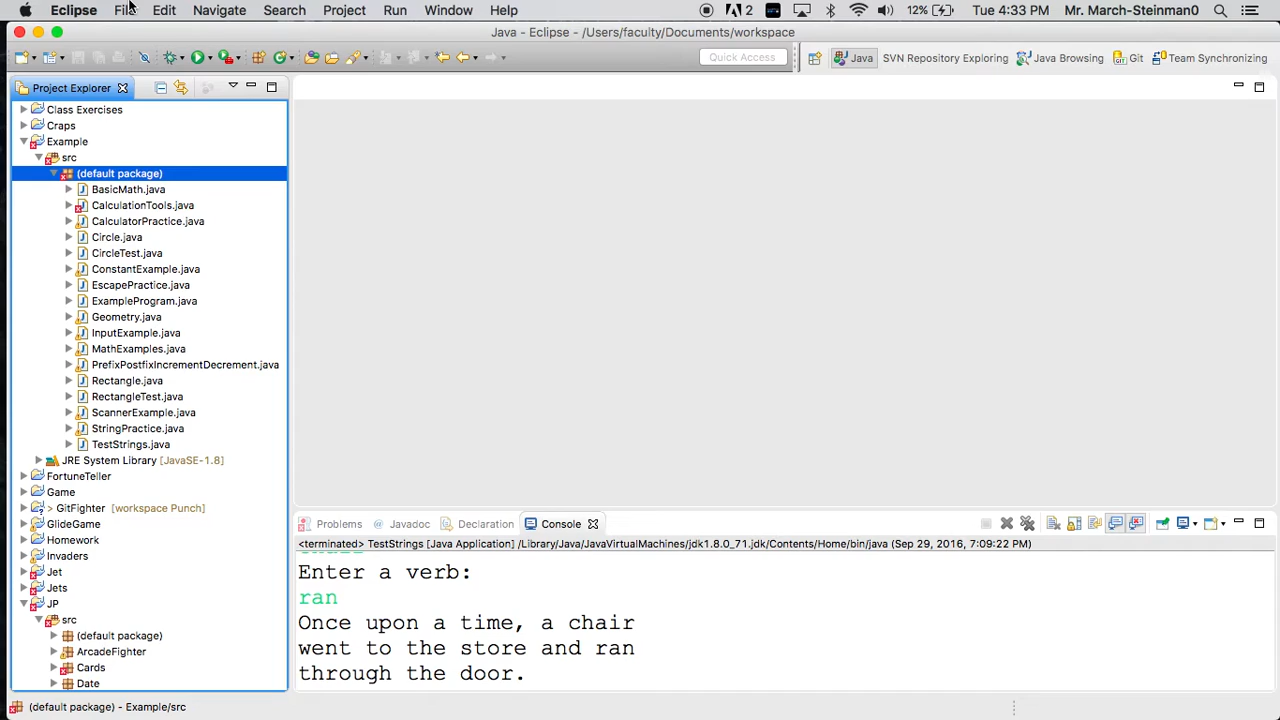 Eclipse File Edit Navigate Search Project Run Window Help 2 12% Tue 4:33 PM Mr. March-Steinman0
Java - Eclipse - /Users/faculty/Documents/workspace
Quick Access Java SVN Repository Exploring Java Browsing Git Team Synchronizing
Project Explorer
Class Exercises
Craps
Example
src
(default package)
BasicMath.java
CalculationTools.java
CalculatorPractice.java
Circle.java
CircleTest.java
ConstantExample.java
EscapePractice.java
ExampleProgram.java
Geometry.java
InputExample.java
MathExamples.java
PrefixPostfixIncrementDecrement.java
Rectangle.java
RectangleTest.java
ScannerExample.java
StringPractice.java
TestStrings.java
JRE System Library [JavaSE-1.8]
FortuneTeller
Game
> GitFighter [workspace Punch]
GlideGame
Homework
Invaders
Jet
Jets
JP
src
(default package)
ArcadeFighter
Cards
Date
Problems Javadoc Declaration Console
<terminated> TestStrings [Java Application] /Library/Java/JavaVirtualMachines/jdk1.8.0_71.jdk/Contents/Home/bin/java (Sep 29, 2016, 7:09:22 PM)
Enter a verb:
ran
Once upon a time, a chair
went to the store and ran
through the door.
(default package) - Example/src